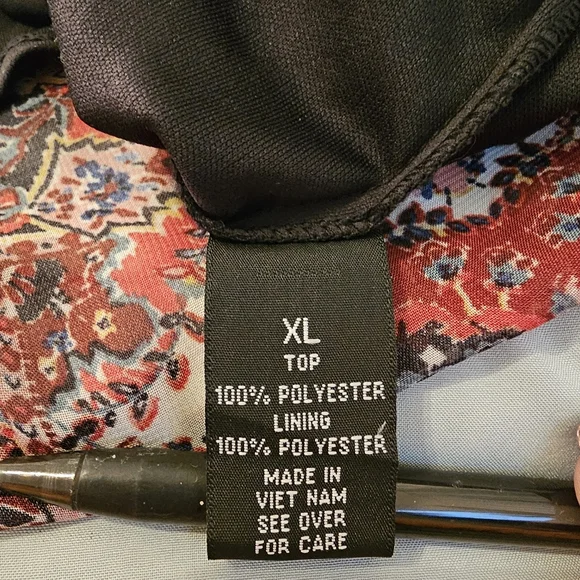 XL
TOP
100% POLYESTER
LINING
100% POLYESTER
MADE IN
VIET NAM
SEE OVER
FOR CARE